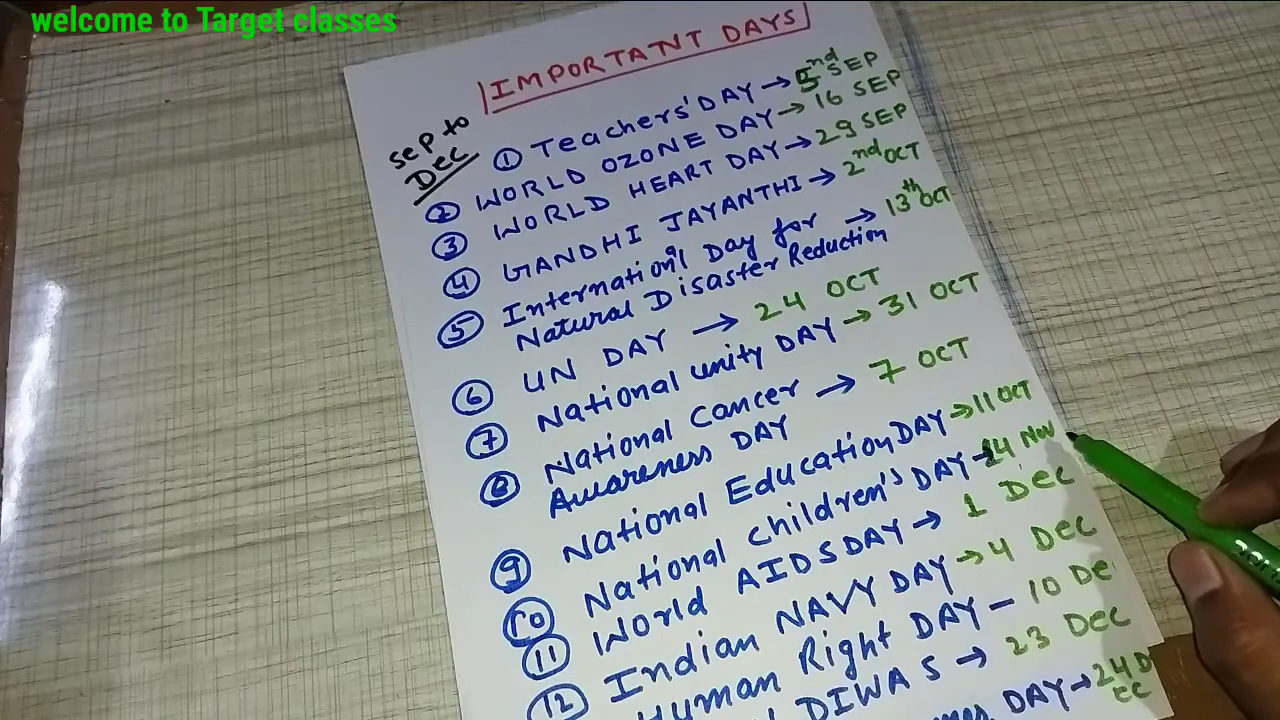 welcome to Target classes
IMPORTANT DAYS
Sep to
Dec
① Teachers' DAY → 5nd SEP
② WORLD OZONE DAY → 16 SEP
③ WORLD HEART DAY → 29 SEP
④ GANDHI JAYANTHI → 2nd OCT
⑤ Internation'l Day for → 13th OCT
Natural Disaster Reduction
⑥ UN DAY → 24 OCT
⑦ National unity DAY → 31 OCT
⑧ National Cancer → 7 OCT
Awareness DAY
⑨ National Education DAY → 11 OCT
⑩ National children's DAY → 14 Nov
11 World AIDS DAY → 1 Dec
12 Indian NAVY DAY → 4 DEC
Human Right DAY – 10 De
DIWAS → 23 Dec
DAY → 24 D
ec